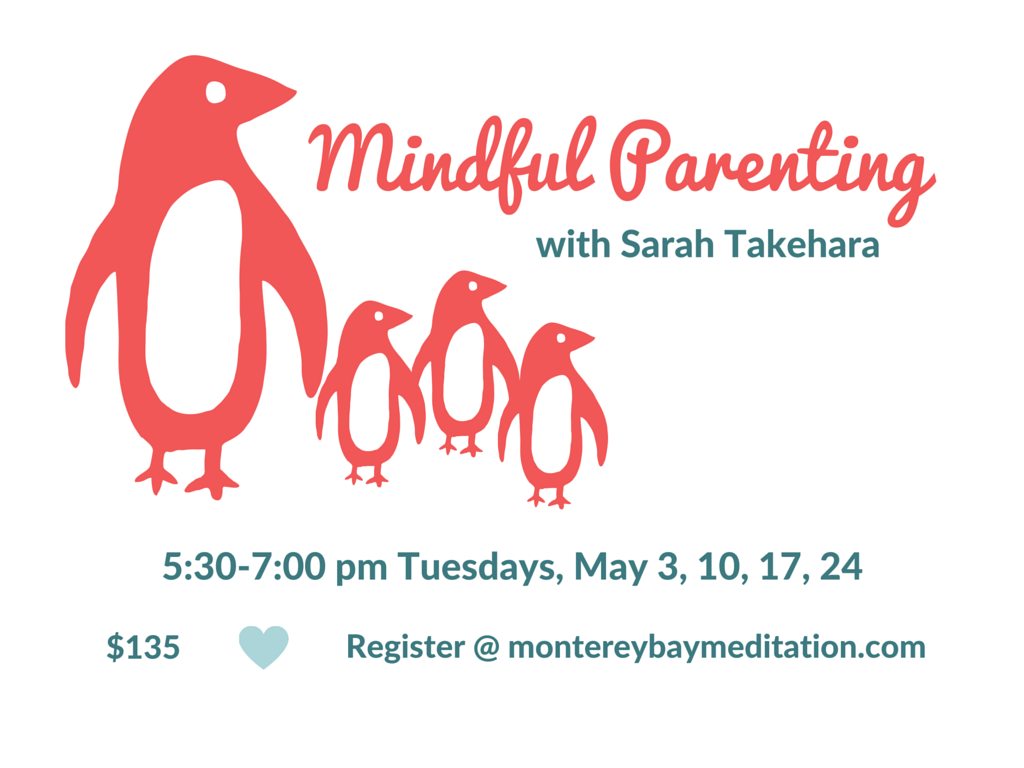 Mindful Parenting
with Sarah Takehara
5:30-7:00 pm Tuesdays, May 3, 10, 17, 24
$135
Register @ montereybaymeditation.com